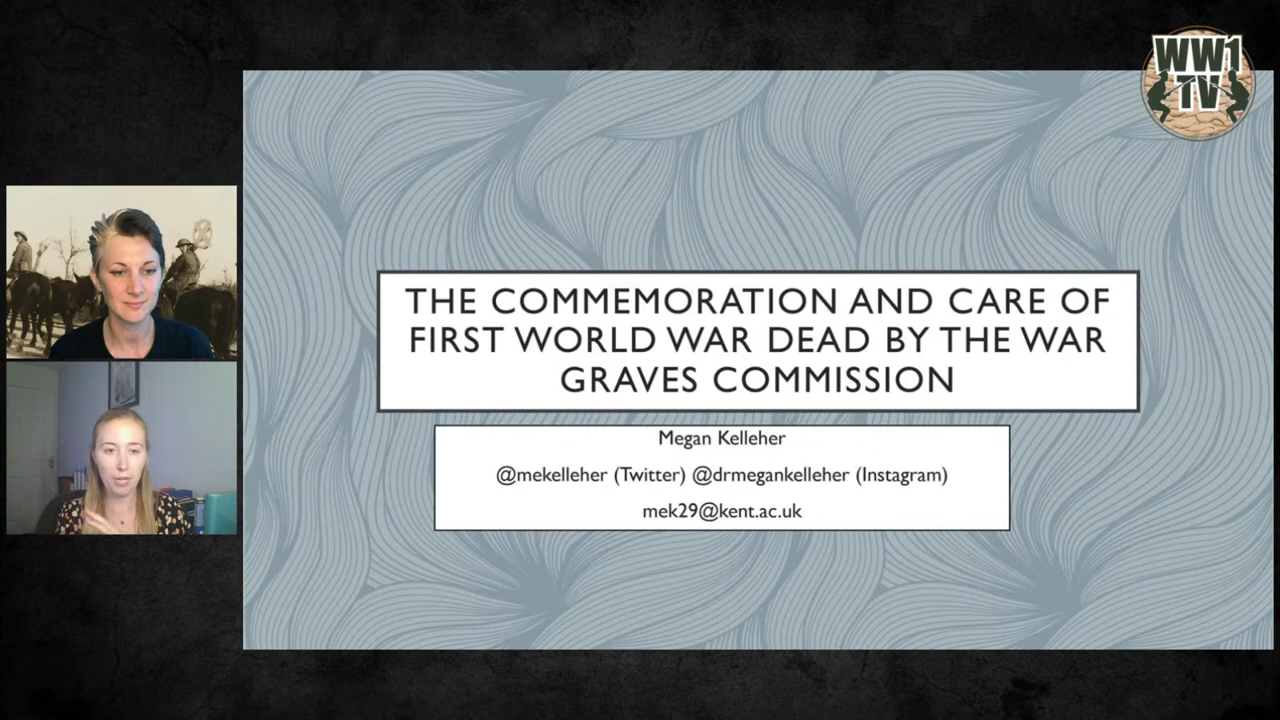 WW1
TV
THE COMMEMORATION AND CARE OF
FIRST WORLD WAR DEAD BY THE WAR
GRAVES COMMISSION
Megan Kelleher
@mekelleher (Twitter) @drmegankelleher (Instagram)
mek29@kent.ac.uk